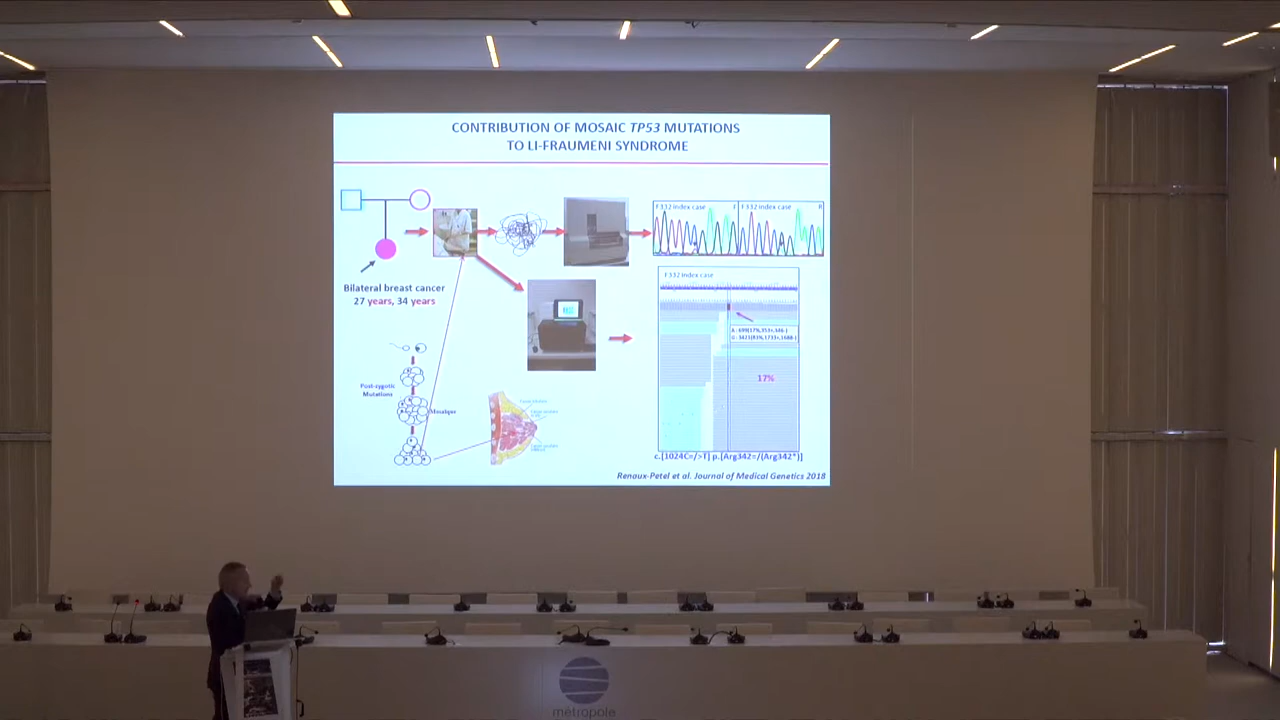 CONTRIBUTION OF MOSAIC TP53 MUTATIONS
TO LI-FRAUMENI SYNDROME
F332 Index case
F
F332 Index case
R
Bilateral breast cancer
27 years, 34 years
F332 Index case
17%
Post-zygotic
Mutations
Mosaïque
c.[1024C=/>T] p.[Arg342=/(Arg342*)]
Renaux-Petel et al. Journal of Medical Genetics 2018
métropole